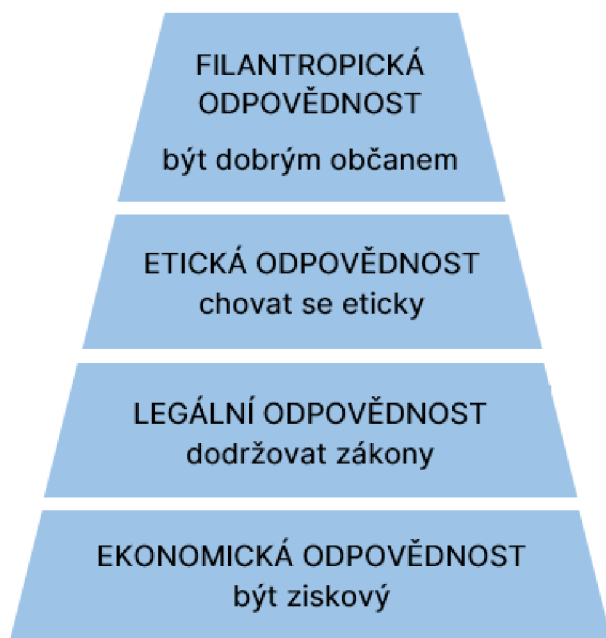 FILANTROPICKÁ
ODPOVĚDNOST
být dobrým občanem
ETICKÁ ODPOVĚDNOST
chovat se eticky
LEGÁLNÍ ODPOVĚDNOST
dodržovat zákony
EKONOMICKÁ ODPOVĚDNOST
být ziskový